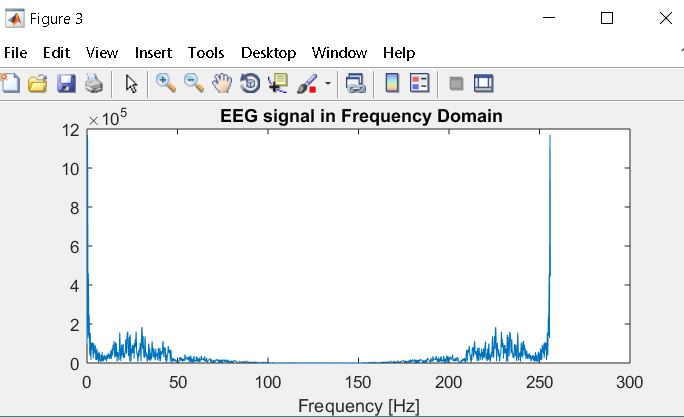 Figure 3
File Edit View Insert Tools Desktop Window Help
×10⁵
EEG signal in Frequency Domain
12
10
8
6
4
2
0
0 50 100 150 200 250 300
Frequency [Hz]